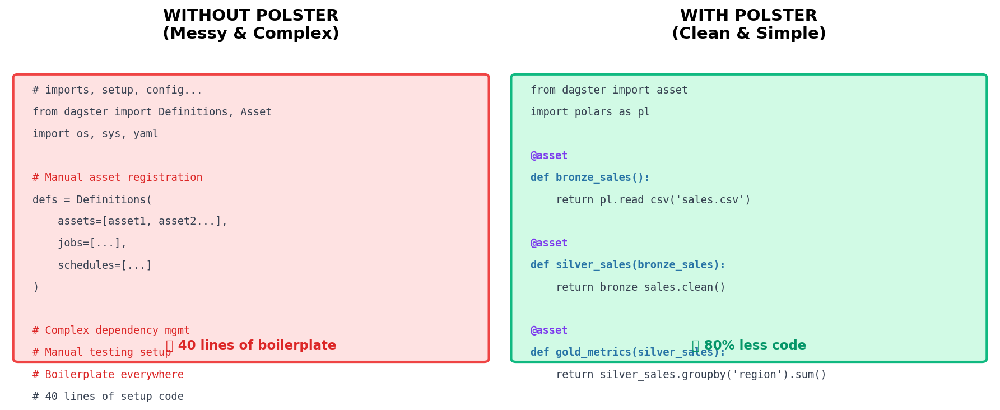 WITHOUT POLSTER
(Messy & Complex)
# imports, setup, config...
from dagster import Definitions, Asset
import os, sys, yaml
# Manual asset registration
defs = Definitions(
    assets=[asset1, asset2...],
    jobs=[...],
    schedules=[...]
)
# Complex dependency mgmt
# Manual testing setup
40 lines of boilerplate
# Boilerplate everywhere
# 40 lines of setup code
WITH POLSTER
(Clean & Simple)
from dagster import asset
import polars as pl
@asset
def bronze_sales():
    return pl.read_csv('sales.csv')
@asset
def silver_sales(bronze_sales):
    return bronze_sales.clean()
@asset
80% less code
def gold_metrics(silver_sales):
    return silver_sales.groupby('region').sum()